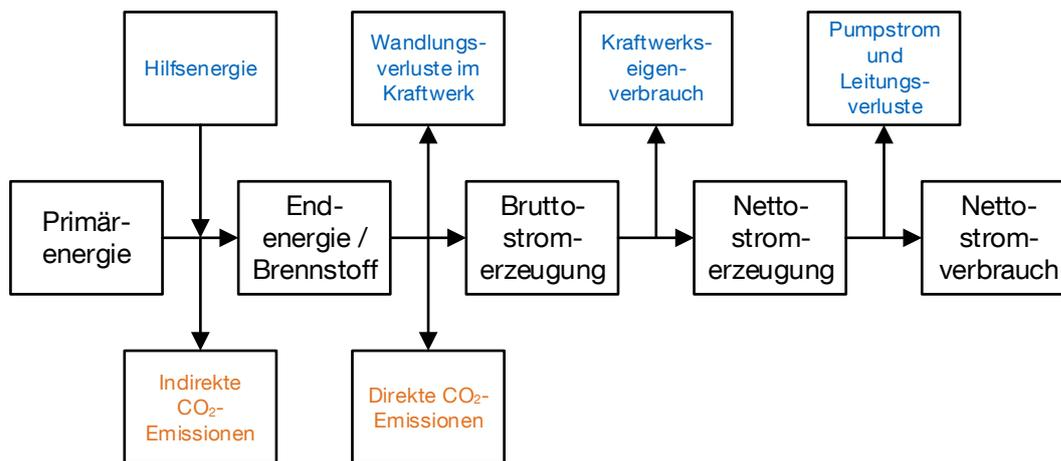 Hilfsenergie
Wandlungs-
verluste im
Kraftwerk
Kraftwerks-
eigen-
verbrauch
Pumpstrom
und
Leitungs-
verluste
Primär-
energie
End-
energie /
Brennstoff
Brutto-
strom-
erzeugung
Netto-
strom-
erzeugung
Netto-
strom-
verbrauch
Indirekte
CO₂-
Emissionen
Direkte CO₂-
Emissionen